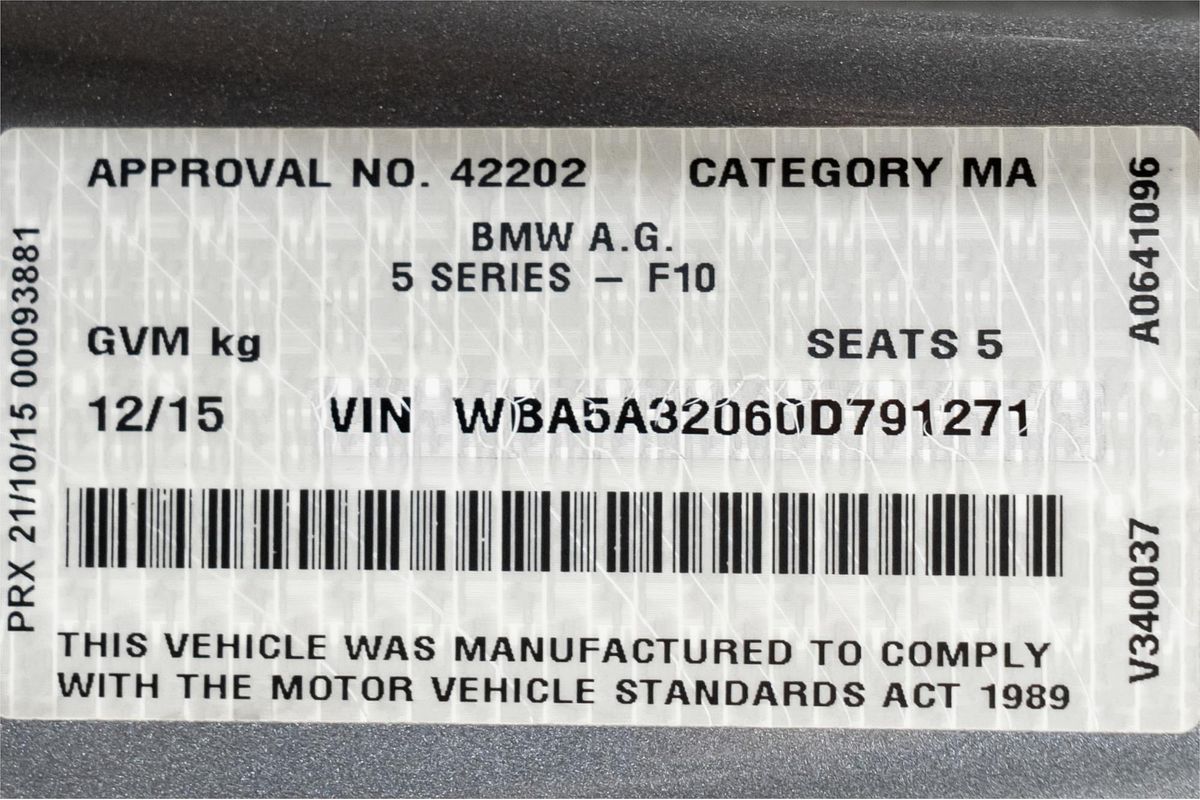 APPROVAL NO. 42202 CATEGORY MA
BMW A.G.
5 SERIES – F10
GVM kg SEATS 5
12/15 VIN WBA5A32060D791271
THIS VEHICLE WAS MANUFACTURED TO COMPLY
WITH THE MOTOR VEHICLE STANDARDS ACT 1989
PRX 21/10/15 00093881
A0641096
V340037